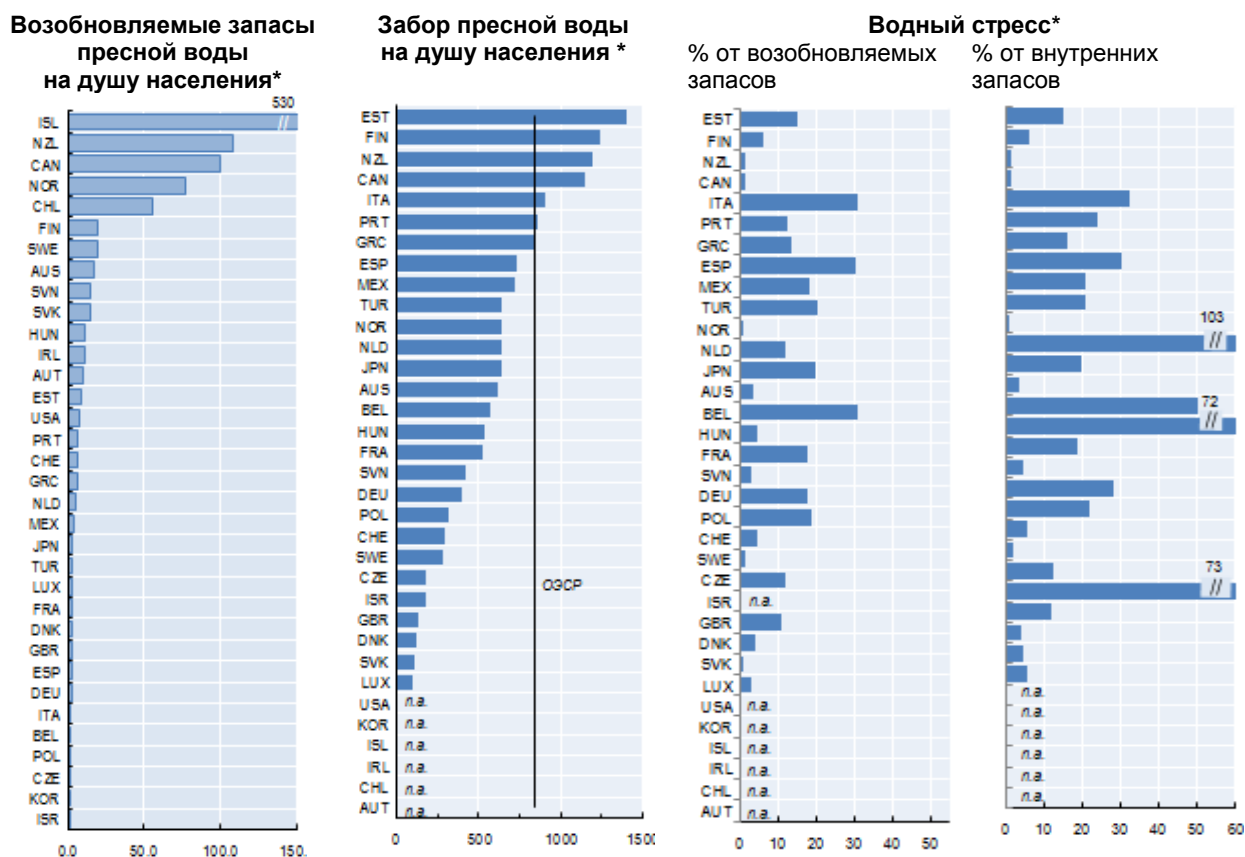 Возобновляемые запасы
пресной воды
на душу населения*
530
ISL
NZL
CAN
NOR
CHL
FIN
SWE
AUS
SVN
SVK
HUN
IRL
AUT
EST
USA
PRT
CHE
GRC
NLD
MEX
JPN
TUR
LUX
FRA
DNK
GBR
ESP
DEU
ITA
BEL
POL
CZE
KOR
ISR
0.0 50.0 100.0 150.
Забор пресной воды
на душу населения *
EST
FIN
NZL
CAN
ITA
PRT
GRC
ESP
MEX
TUR
NOR
NLD
JPN
AUS
BEL
HUN
FRA
SVN
DEU
POL
CHE
SWE
CZE
ОЭСР
ISR
GBR
DNK
SVK
LUX
USA n.a.
KOR n.a.
ISL n.a.
IRL n.a.
CHL n.a.
AUT n.a.
0 500 1000 1500
Водный стресс*
% от возобновляемых
запасов
EST
FIN
NZL
CAN
ITA
PRT
GRC
ESP
MEX
TUR
NOR
NLD
JPN
AUS
BEL
HUN
FRA
SVN
DEU
POL
CHE
SWE
CZE
ISR n.a.
GBR
DNK
SVK
LUX
USA n.a.
KOR n.a.
ISL n.a.
IRL n.a.
CHL n.a.
AUT n.a.
0 10 20 30 40 50
% от внутренних
запасов
103
//
72
//
73
//
n.a.
n.a.
n.a.
n.a.
n.a.
n.a.
0 10 20 30 40 50 60